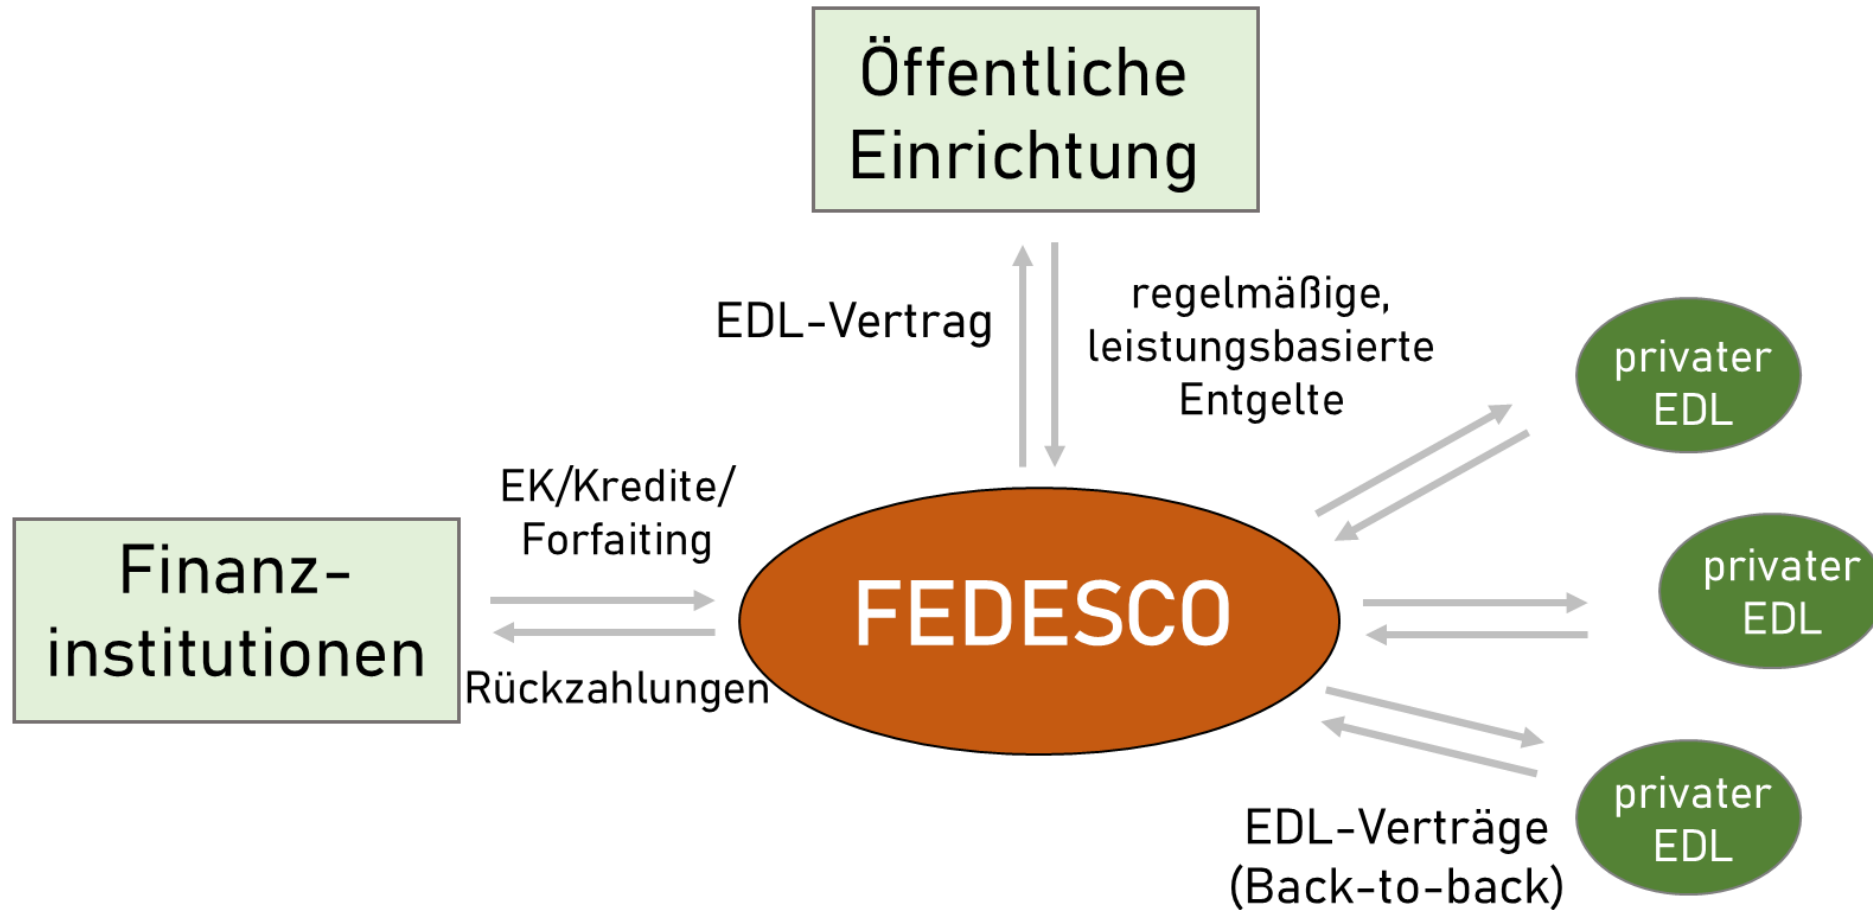 Öffentliche
Einrichtung
EDL-Vertrag
regelmäßige,
leistungsbasierte
Entgelte
privater
EDL
EK/Kredite/
Forfaiting
Finanz-
institutionen
Rückzahlungen
FEDESCO
privater
EDL
privater
EDL
EDL-Verträge
(Back-to-back)